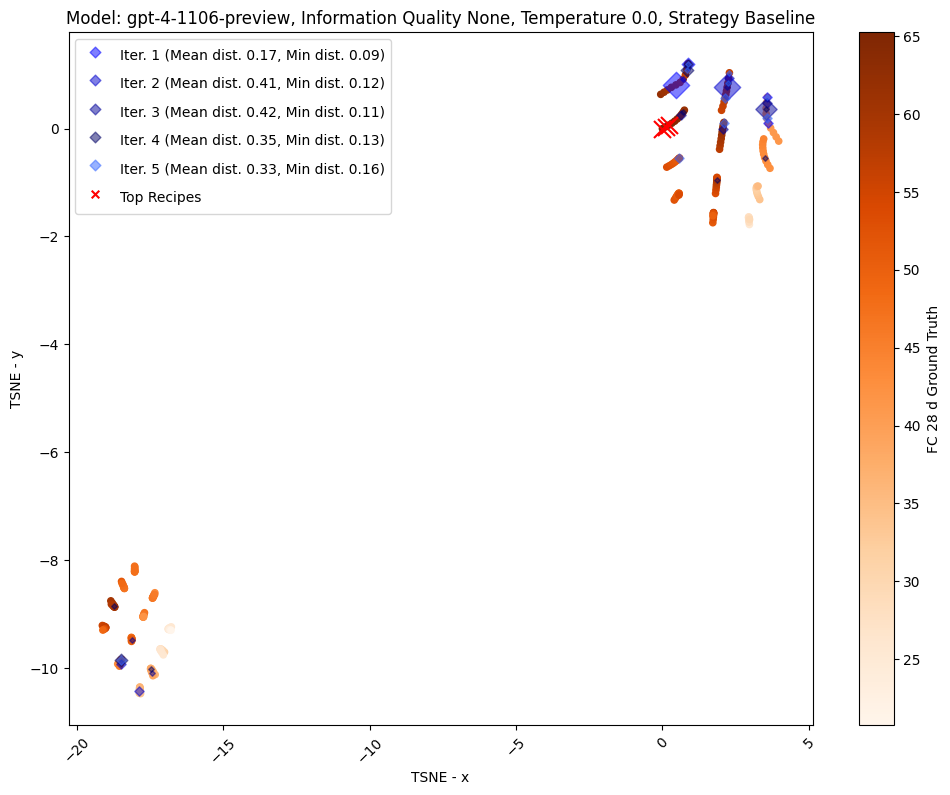 Model: gpt-4-1106-preview, Information Quality None, Temperature 0.0, Strategy Baseline
Iter. 1 (Mean dist. 0.17, Min dist. 0.09)
Iter. 2 (Mean dist. 0.41, Min dist. 0.12)
Iter. 3 (Mean dist. 0.42, Min dist. 0.11)
Iter. 4 (Mean dist. 0.35, Min dist. 0.13)
Iter. 5 (Mean dist. 0.33, Min dist. 0.16)
Top Recipes
0
−2
−4
−6
−8
−10
TSNE - y
−20
−15
−10
−5
0
5
TSNE - x
65
60
55
50
45
40
35
30
25
FC 28 d Ground Truth